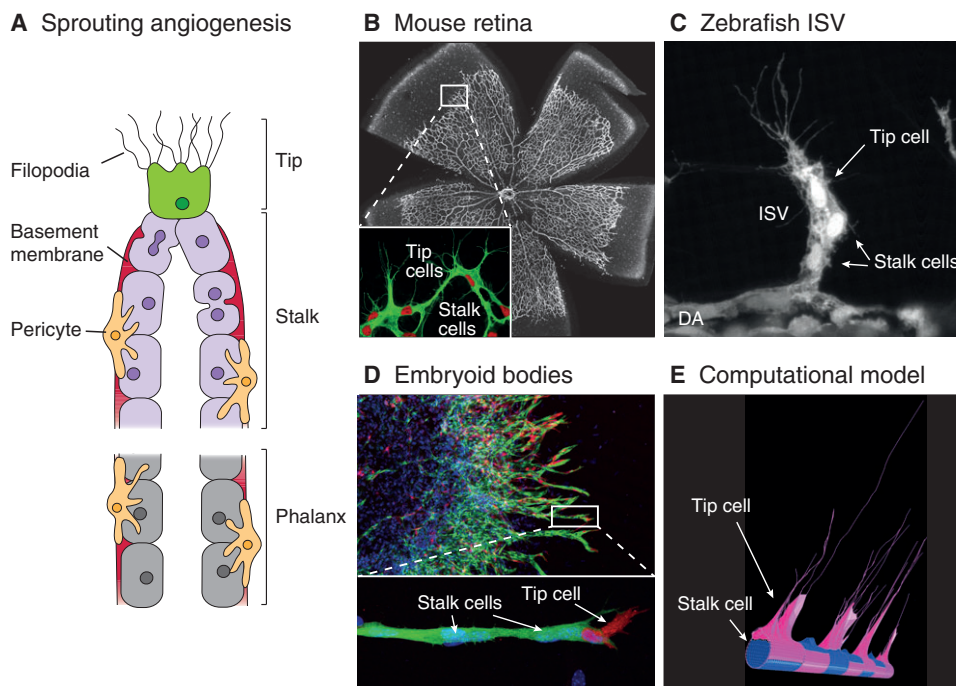 A Sprouting angiogenesis
Filopodia
Tip
Basement
membrane
Stalk
Pericyte
Phalanx
B Mouse retina
Tip
cells
Stalk
cells
C Zebrafish ISV
Tip cell
ISV
Stalk cells
DA
D Embryoid bodies
Stalk cells
Tip cell
E Computational model
Tip cell
Stalk cell